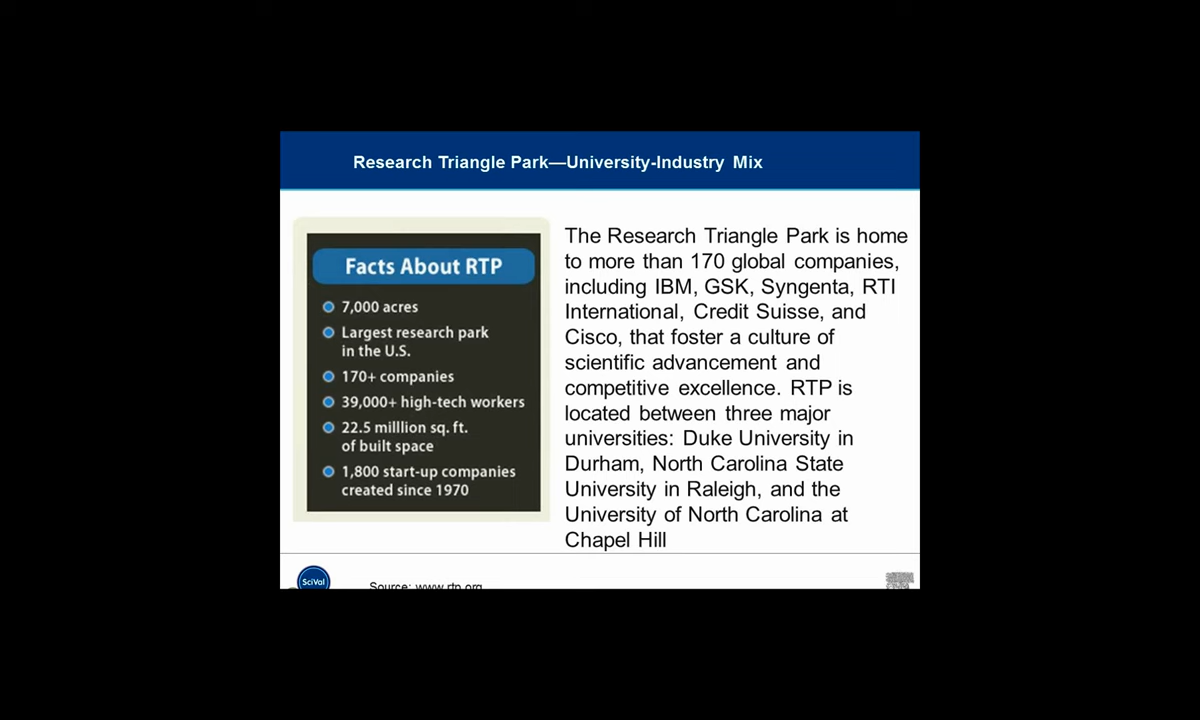 Research Triangle Park—University-Industry Mix
Facts About RTP
7,000 acres
Largest research park
in the U.S.
170+ companies
39,000+ high-tech workers
22.5 milllion sq. ft.
of built space
1,800 start-up companies
created since 1970
The Research Triangle Park is home
to more than 170 global companies,
including IBM, GSK, Syngenta, RTI
International, Credit Suisse, and
Cisco, that foster a culture of
scientific advancement and
competitive excellence. RTP is
located between three major
universities: Duke University in
Durham, North Carolina State
University in Raleigh, and the
University of North Carolina at
Chapel Hill
SciVal
Source: www.rtp.org